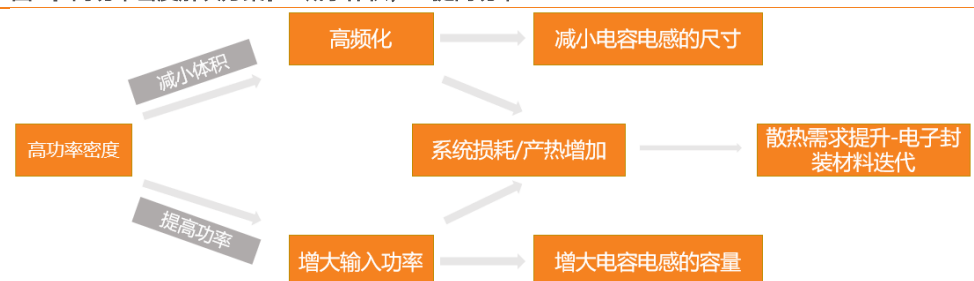 高频化
减小电容电感的尺寸
减小体积
高功率密度
系统损耗/产热增加
散热需求提升-电子封
装材料迭代
提高功率
增大输入功率
增大电容电感的容量